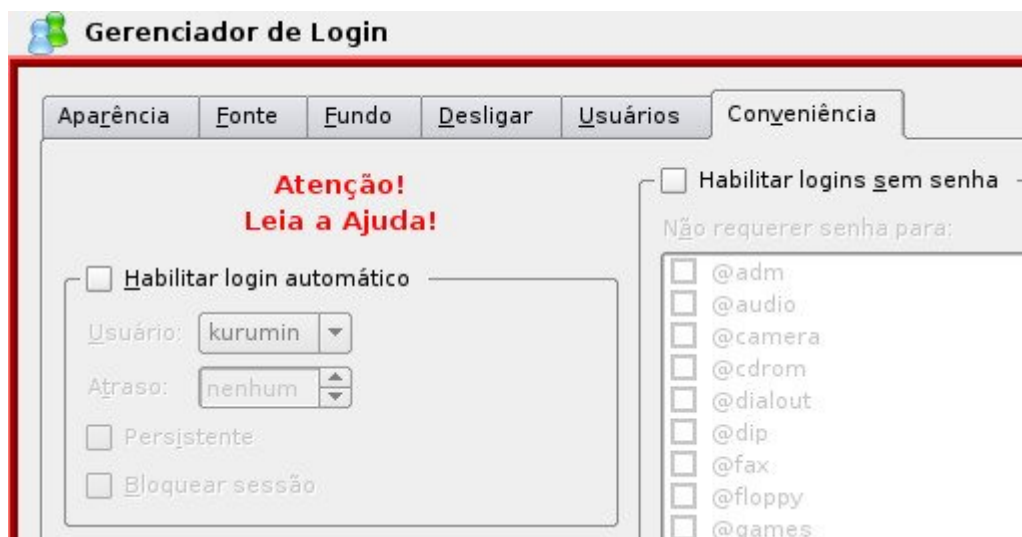 Gerenciador de Login
Aparência Fonte Fundo Desligar Usuários Conveniência
Atenção!
Leia a Ajuda!
Habilitar login automático
Usuário: kurumin
Atraso: nenhum
Persistente
Bloquear sessão
Habilitar logins sem senha
Não requerer senha para:
@adm
@audio
@camera
@cdrom
@dialout
@dip
@fax
@floppy
@games